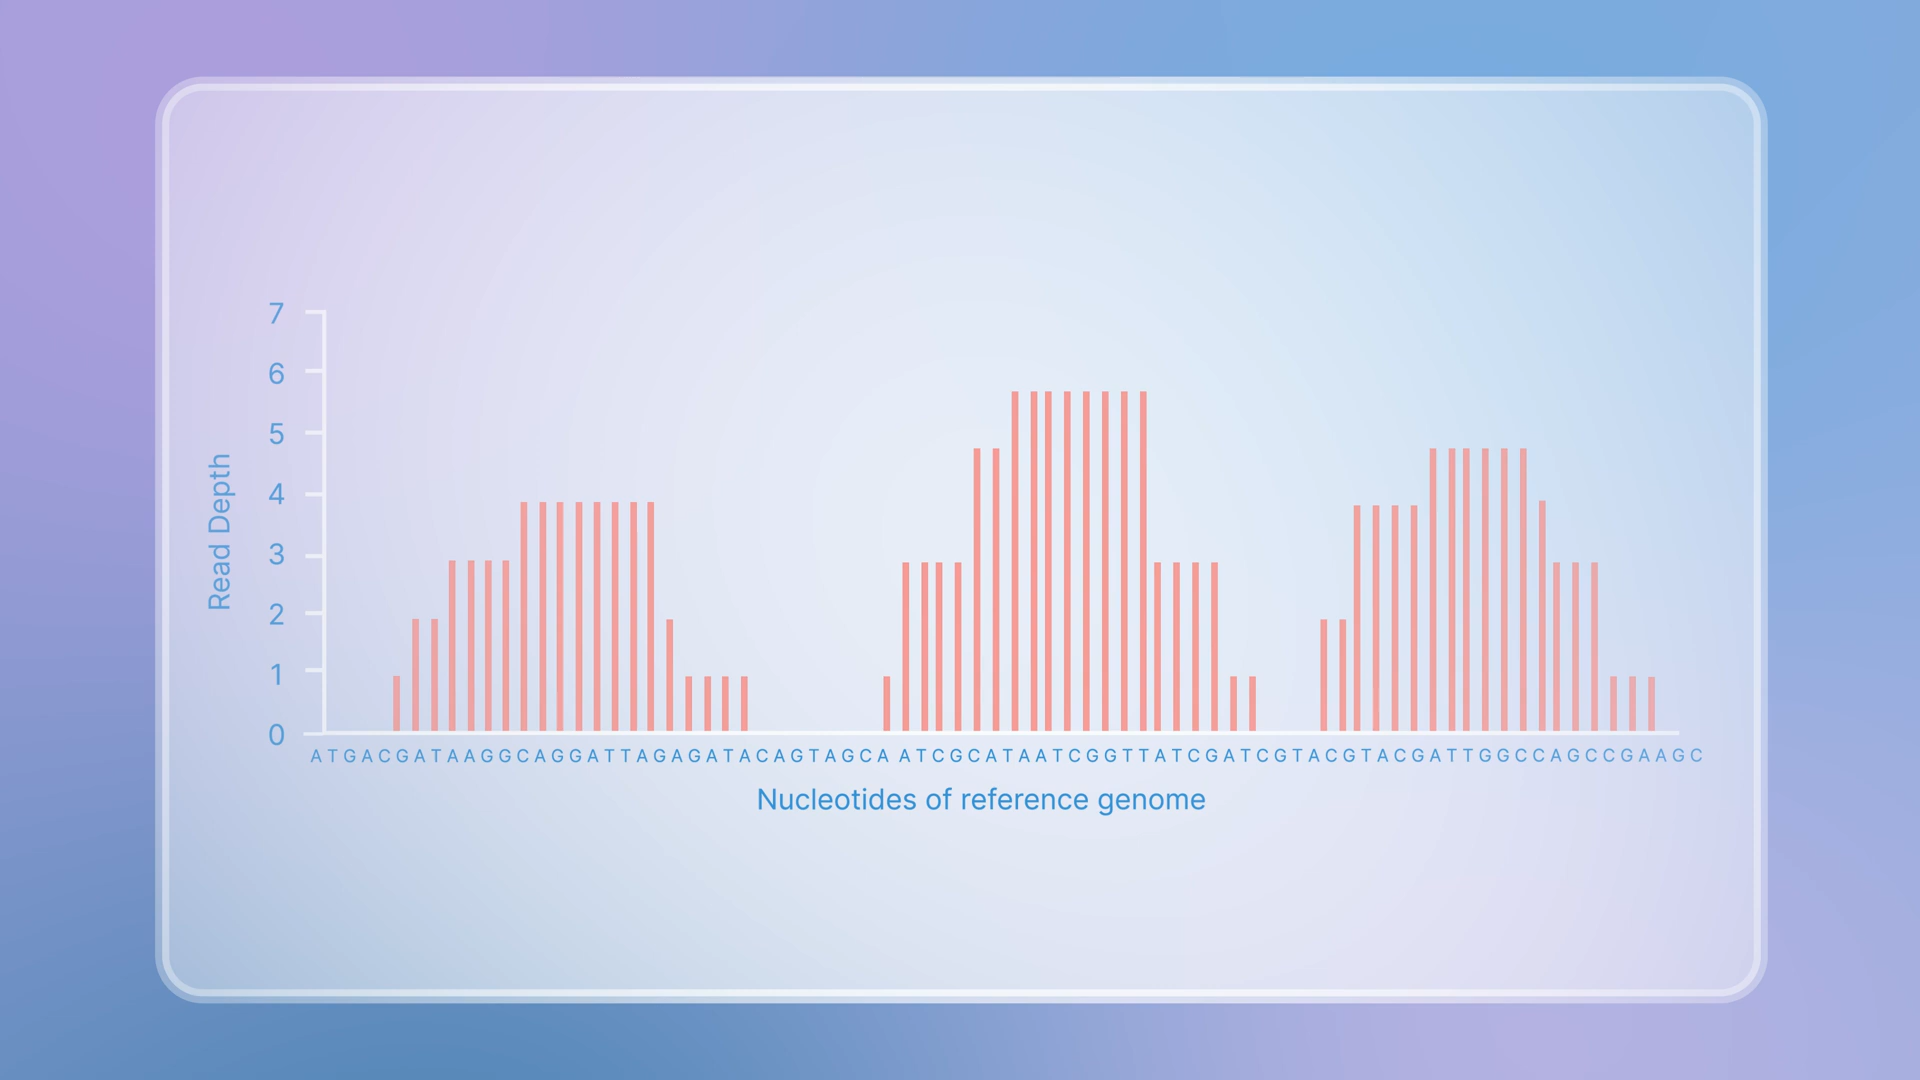 7
6
5
4
3
2
1
0
Read Depth
ATGACGATAAGGCAGGATTAGAGATACAGTAGCA ATCGCATAATCGGTTATCGATCGTACGTACGATTGGCCAGCCGAAGC
Nucleotides of reference genome